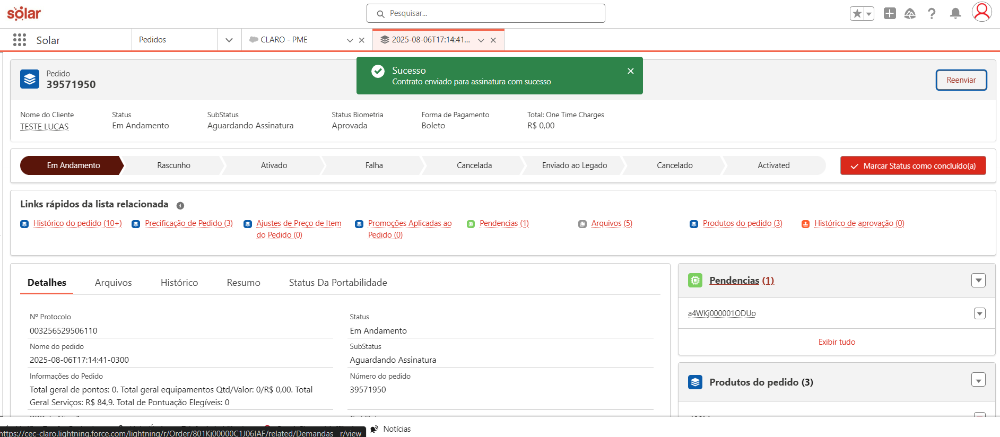 solar
Pesquisar...
Solar
Pedidos
CLARO - PME
2025-08-06T17:14:41...
Sucesso
Contrato enviado para assinatura com sucesso
Pedido
39571950
Reenviar
Nome do Cliente
TESTE LUCAS
Status
Em Andamento
SubStatus
Aguardando Assinatura
Status Biometria
Aprovada
Forma de Pagamento
Boleto
Total: One Time Charges
R$ 0,00
Em Andamento
Rascunho
Ativado
Falha
Cancelada
Enviado ao Legado
Cancelado
Activated
Marcar Status como concluído(a)
Links rápidos da lista relacionada
Histórico do pedido (10+)
Precificação de Pedido (3)
Ajustes de Preço de Item
do Pedido (0)
Promoções Aplicadas ao
Pedido (0)
Pendencias (1)
Arquivos (5)
Produtos do pedido (3)
Histórico de aprovação (0)
Detalhes
Arquivos
Histórico
Resumo
Status Da Portabilidade
Nº Protocolo
003256529506110
Status
Em Andamento
Nome do pedido
2025-08-06T17:14:41-0300
SubStatus
Aguardando Assinatura
Informações do Pedido
Total geral de pontos: 0. Total geral equipamentos Qtd/Valor: 0/R$ 0,00. Total
Geral Serviços: R$ 84,9. Total de Pontuação Elegíveis: 0
Número do pedido
39571950
Pendencias (1)
a4WKj000001ODUo
Exibir tudo
Produtos do pedido (3)
Notícias
https://cec-claro.lightning.force.com/lightning/r/Order/801Kj00000C1J06IAF/related/Demandas__r/view